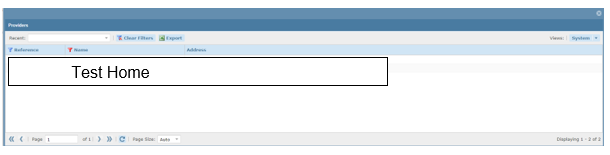 Providers
Recent: Clear Filters Export Views: System
Reference Name Address
Test Home
Page 1 of 1 Page Size: Auto Displaying 1 - 2 of 2